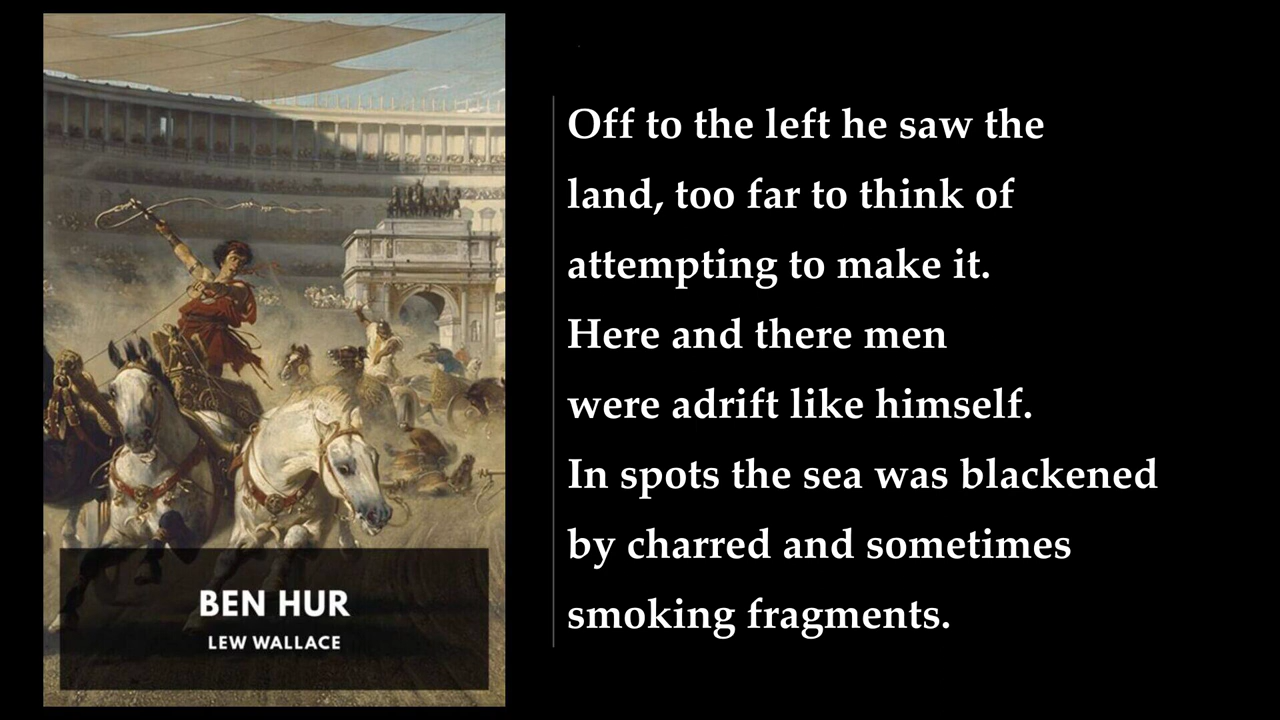 BEN HUR
LEW WALLACE
Off to the left he saw the
land, too far to think of
attempting to make it.
Here and there men
were adrift like himself.
In spots the sea was blackened
by charred and sometimes
smoking fragments.